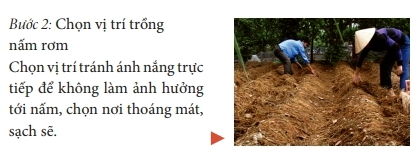 Bước 2: Chọn vị trí trồng
nấm rơm
Chọn vị trí tránh ánh nắng trực
tiếp để không làm ảnh hưởng
tới nấm, chọn nơi thoáng mát,
sạch sẽ.